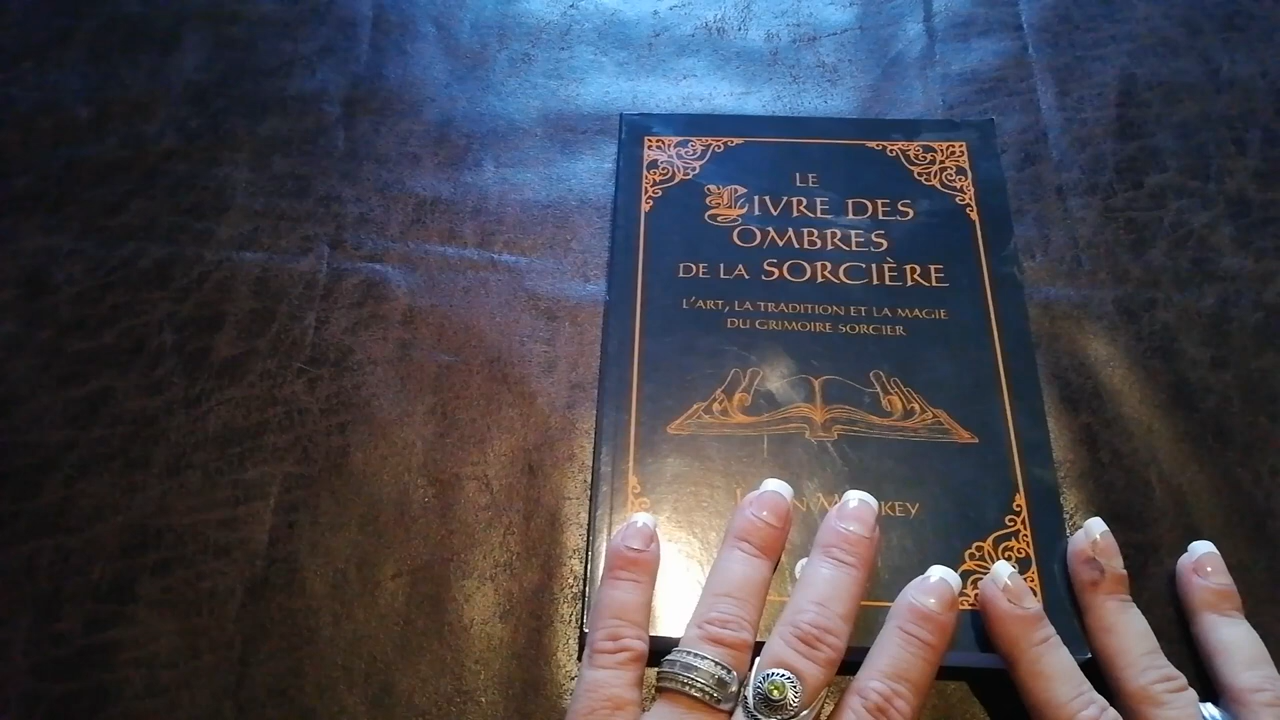 LE
LIVRE DES
OMBRES
DE LA SORCIÈRE
L'ART, LA TRADITION ET LA MAGIE
DU GRIMOIRE SORCIER